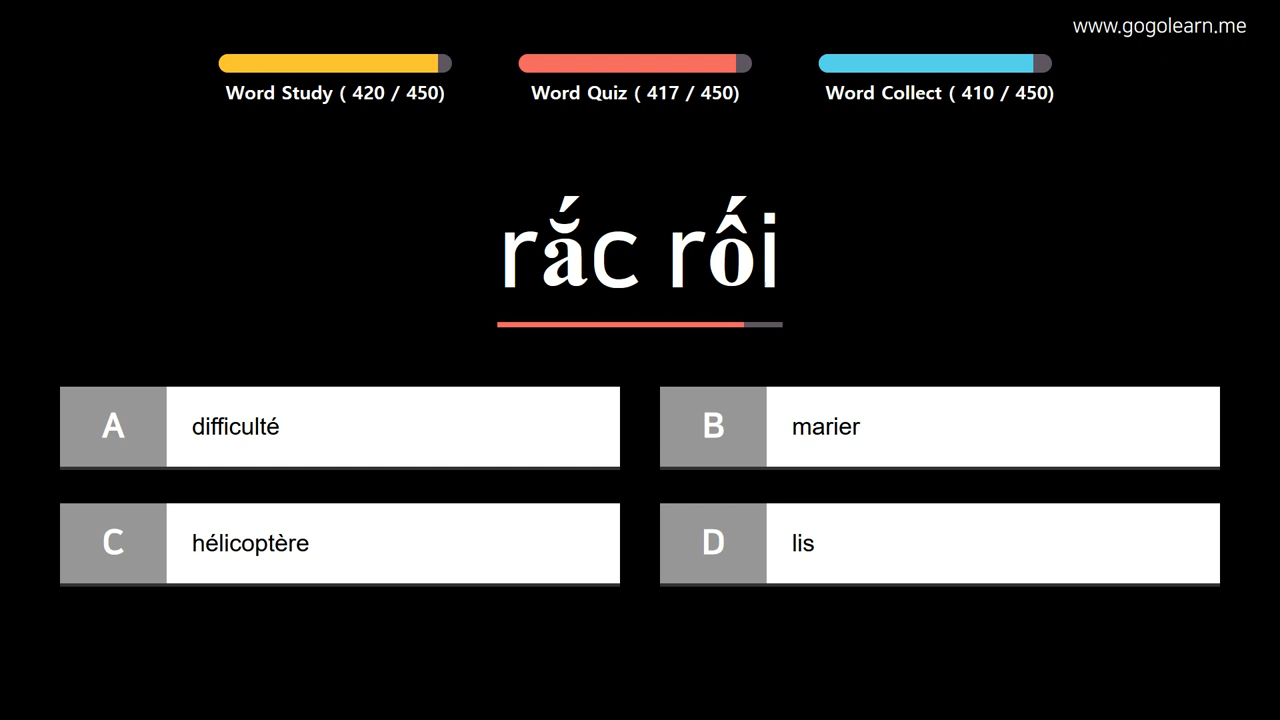 www.gogolearn.me
Word Study ( 420 / 450)
Word Quiz ( 417 / 450)
Word Collect ( 410 / 450)
rắc rối
A difficulté
B marier
C hélicoptère
D lis